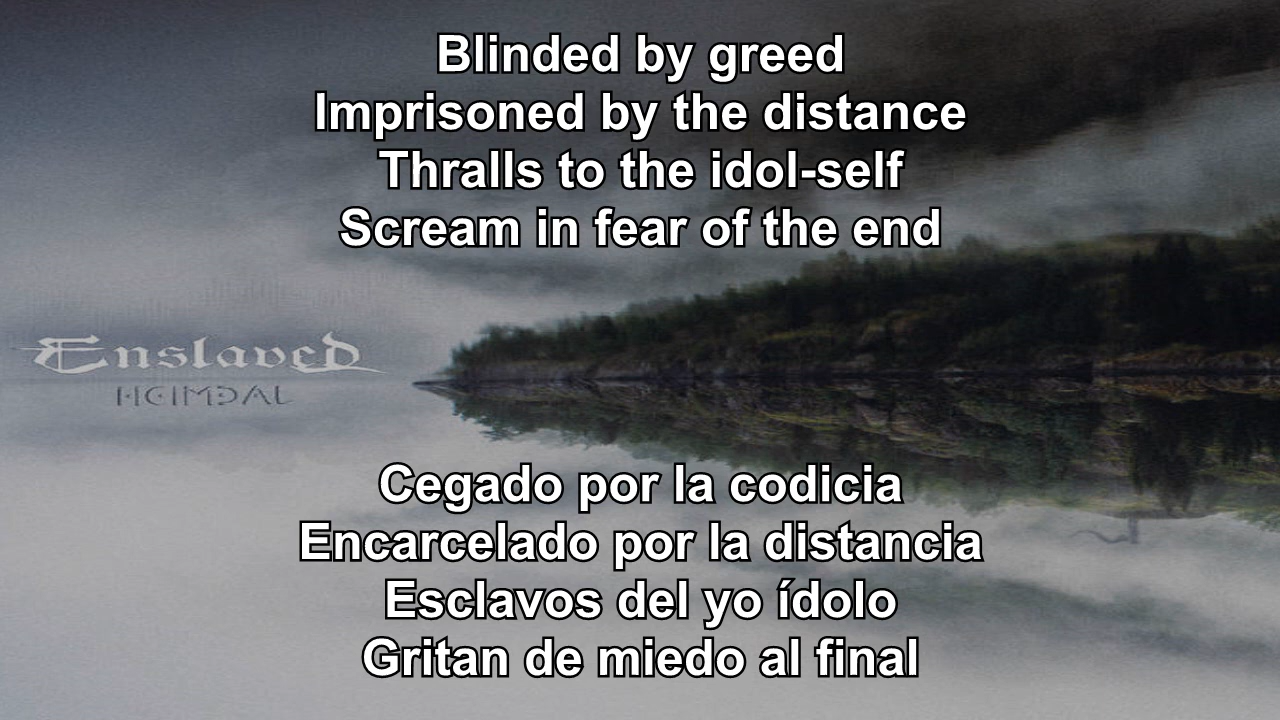 Blinded by greed
Imprisoned by the distance
Thralls to the idol-self
Scream in fear of the end
Enslaved
HEIMDAL
Cegado por la codicia
Encarcelado por la distancia
Esclavos del yo ídolo
Gritan de miedo al final